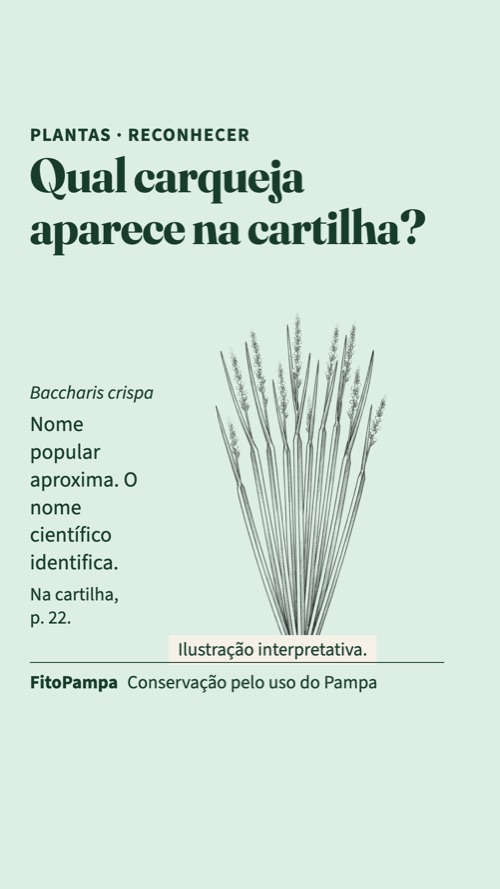 PLANTAS · RECONHECER
Qual carqueja
aparece na cartilha?
Baccharis crispa
Nome
popular
aproxima. O
nome
científico
identifica.
Na cartilha,
p. 22.
Ilustração interpretativa.
FitoPampa Conservação pelo uso do Pampa